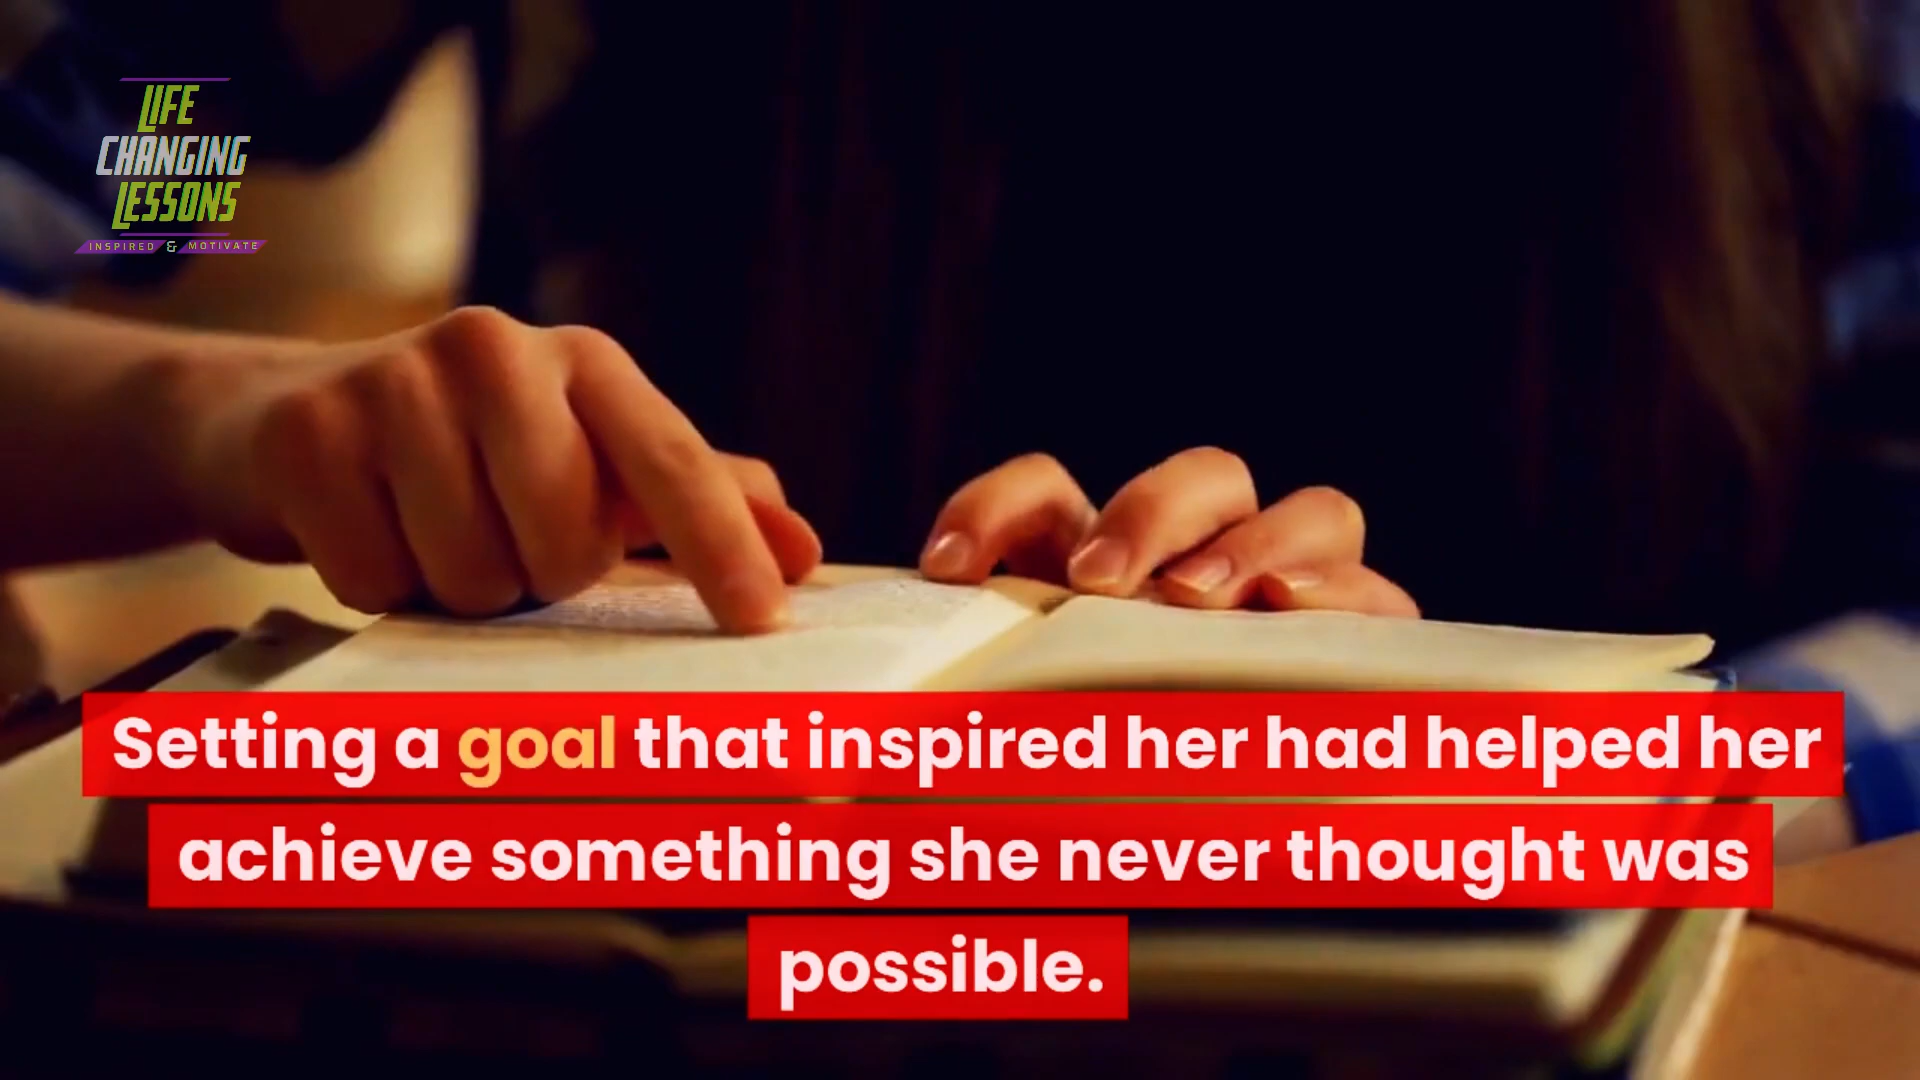 LIFE
CHANGING
LESSONS
INSPIRED & MOTIVATE
Setting a goal that inspired her had helped her
achieve something she never thought was
possible.